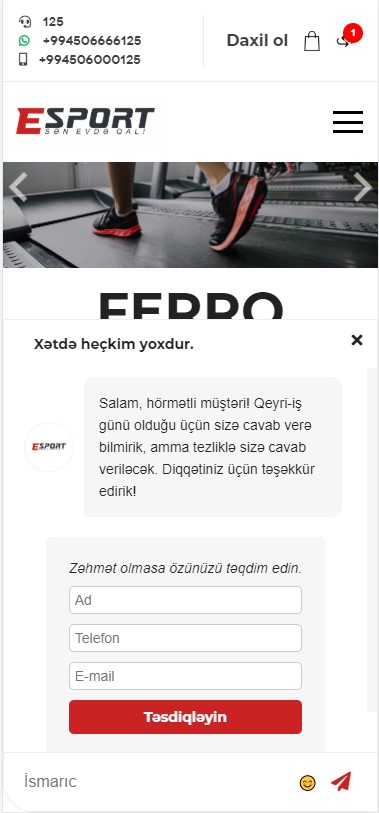 125
+994506666125
+994506000125
Daxil ol
1
ESPORT
SƏN EVDƏ QAL!
FERRO
Xətdə heçkim yoxdur.
Salam, hörmətli müştəri! Qeyri-iş
günü olduğu üçün sizə cavab verə
bilmirik, amma tezliklə sizə cavab
veriləcək. Diqqətiniz üçün təşəkkür
edirik!
ESPORT
Zəhmət olmasa özünüzü təqdim edin.
Ad
Telefon
E-mail
Təsdiqləyin
İsmarıc